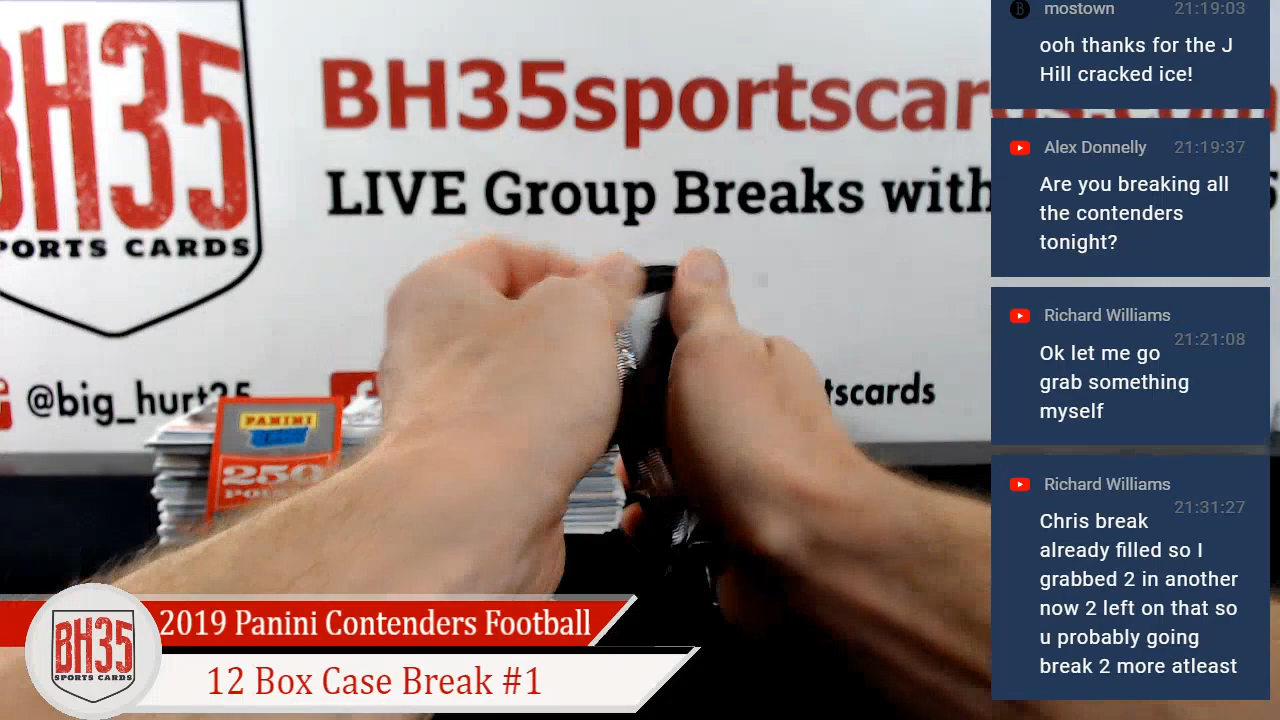 BH35
SPORTS CARDS
BH35sportscar
LIVE Group Breaks with
@big_hurt35
tscards
PANINI
250
mostown 21:19:03
ooh thanks for the J
Hill cracked ice!
Alex Donnelly 21:19:37
Are you breaking all
the contenders
tonight?
Richard Williams
21:21:08
Ok let me go
grab something
myself
Richard Williams
21:31:27
Chris break
already filled so I
grabbed 2 in another
now 2 left on that so
u probably going
break 2 more atleast
BH35
SPORTS CARDS
2019 Panini Contenders Football
12 Box Case Break #1